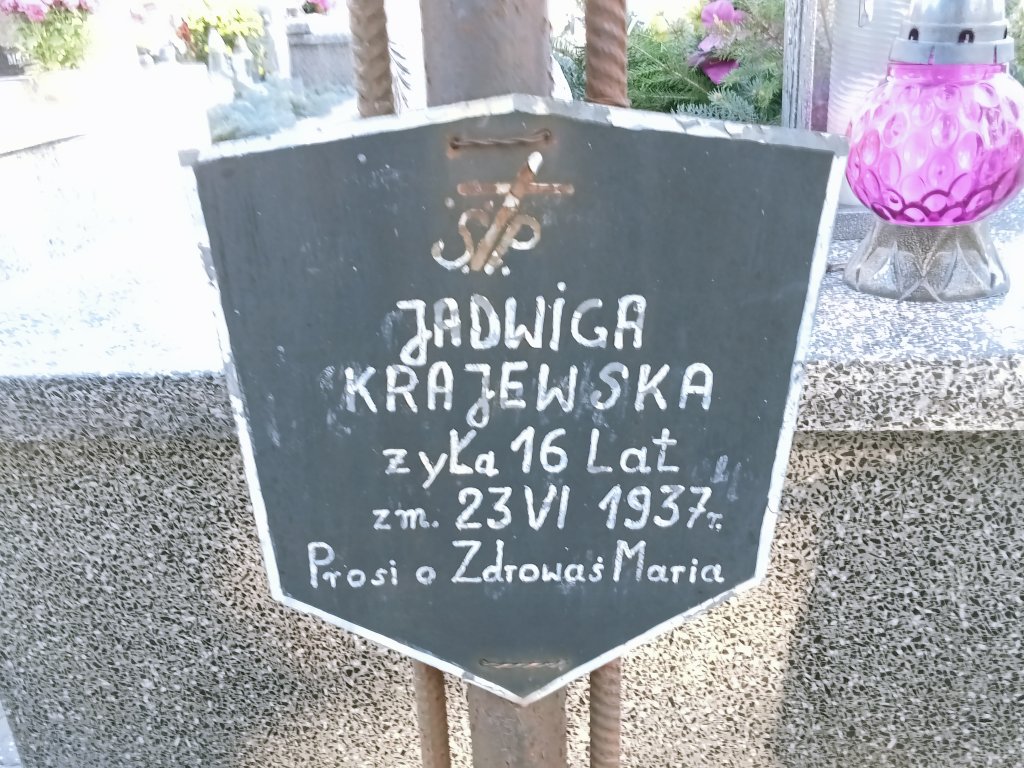 Ś.P.
JADWIGA
KRAJEWSKA
żyła 16 Lat
zm. 23 VI 1937 r.
Prosi o Zdrowaś Maria